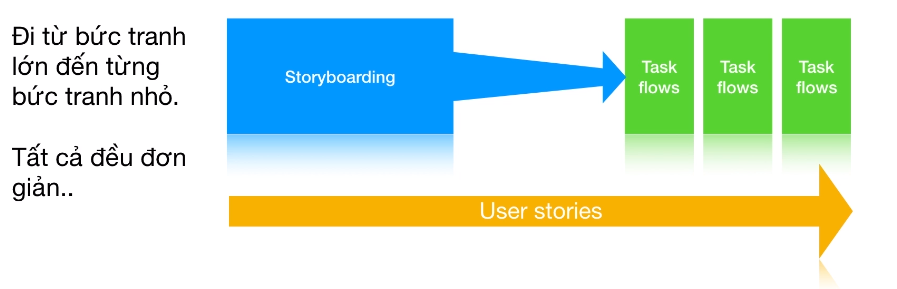 Đi từ bức tranh
lớn đến từng
bức tranh nhỏ.
Tất cả đều đơn
giản..
Storyboarding
Task
flows
Task
flows
Task
flows
User stories